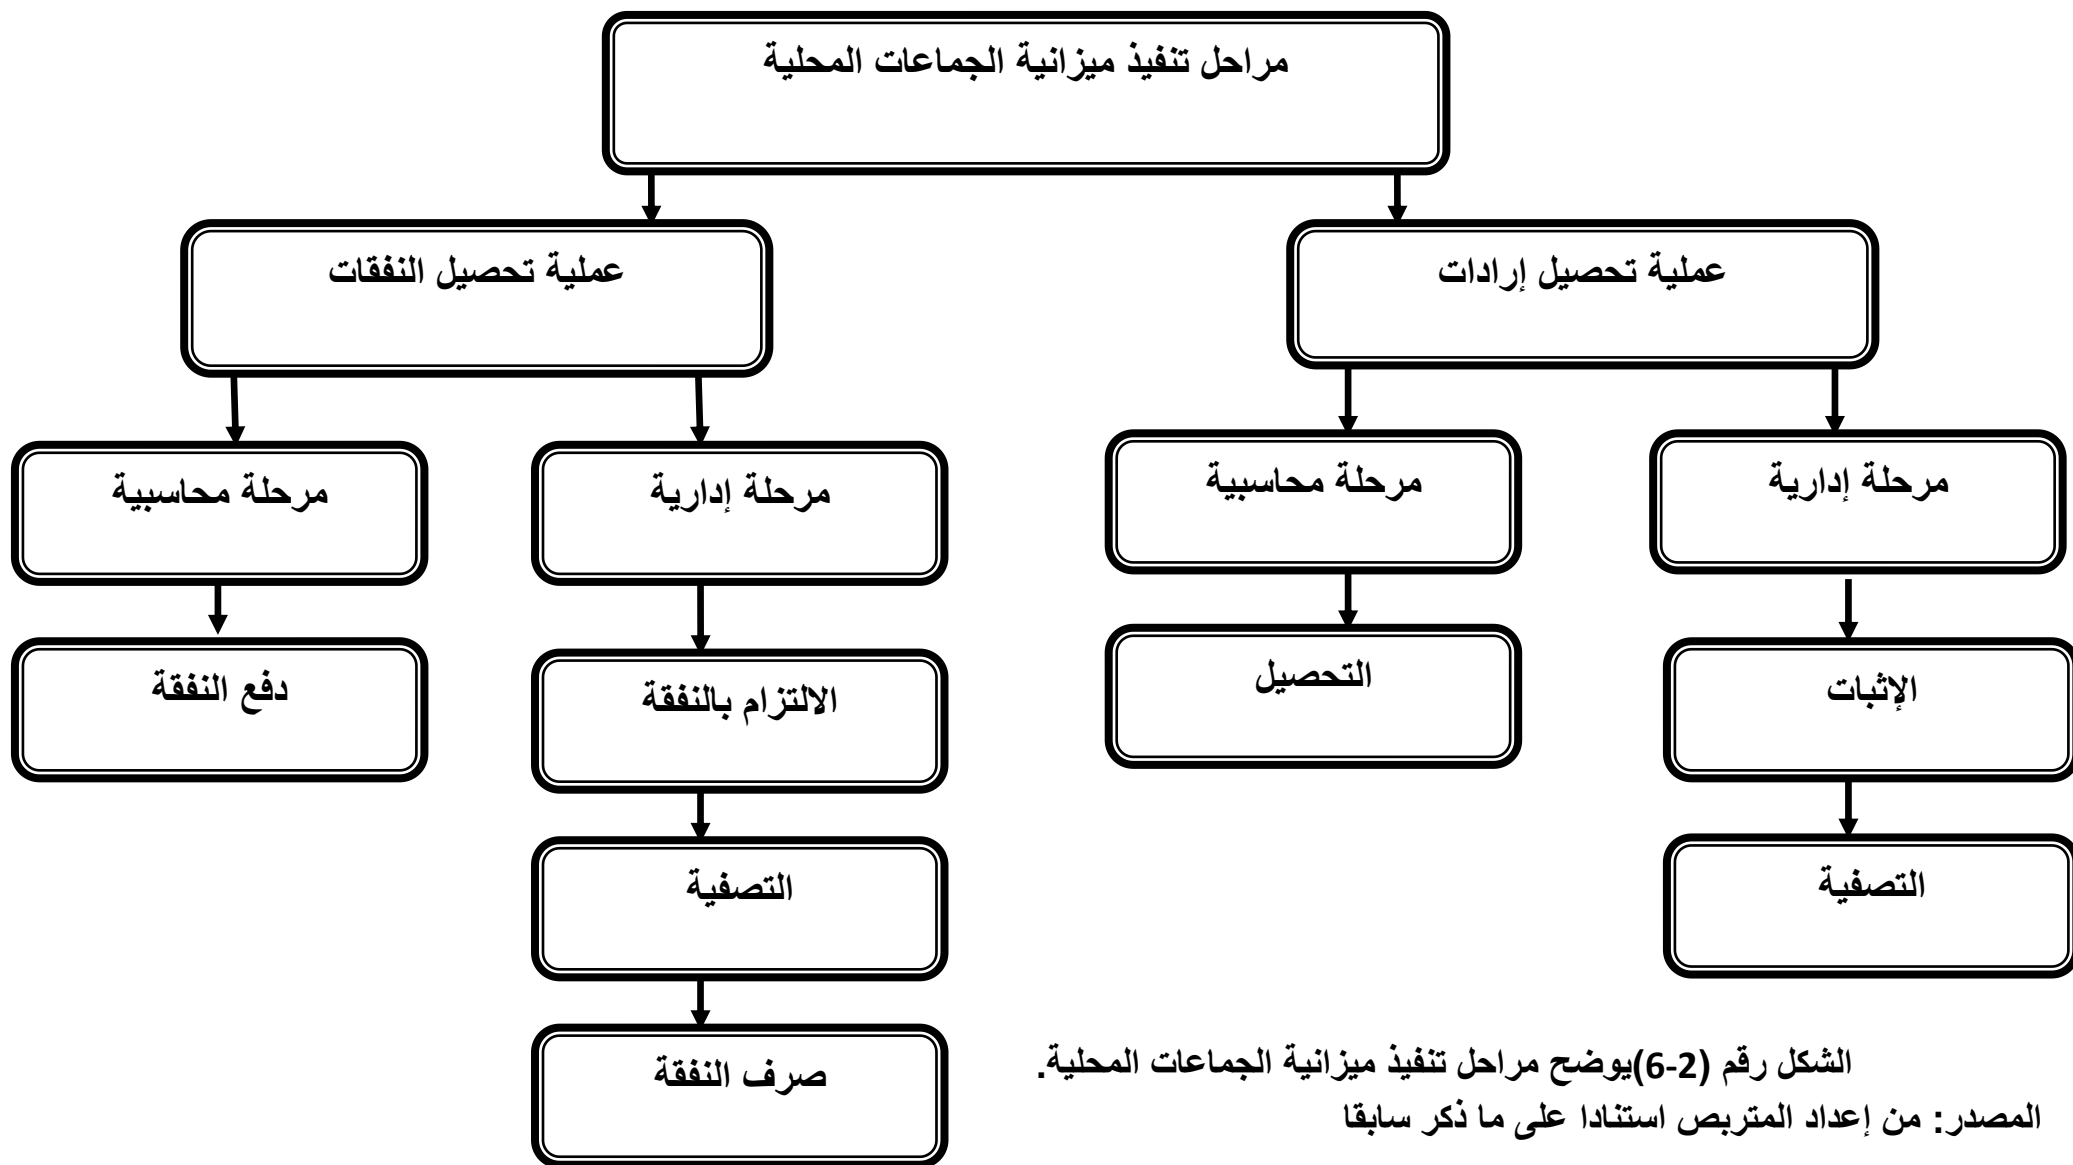 مراحل تنفيذ ميزانية الجماعات المحلية
عملية تحصيل إرادات
عملية تحصيل النفقات
مرحلة إدارية
مرحلة محاسبية
مرحلة إدارية
مرحلة محاسبية
الإثبات
التحصيل
الالتزام بالنفقة
دفع النفقة
التصفية
التصفية
صرف النفقة
الشكل رقم (2-6)يوضح مراحل تنفيذ ميزانية الجماعات المحلية.
المصدر: من إعداد المتربص استنادا على ما ذكر سابقا